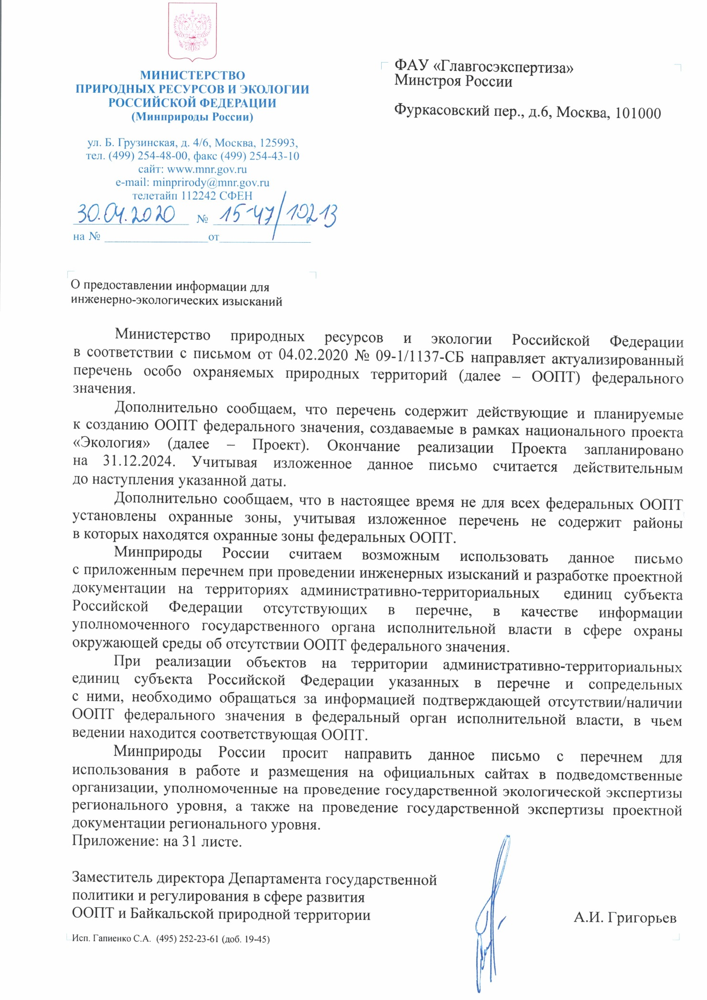 МИНИСТЕРСТВО
ПРИРОДНЫХ РЕСУРСОВ И ЭКОЛОГИИ
РОССИЙСКОЙ ФЕДЕРАЦИИ
(Минприроды России)
ул. Б. Грузинская, д. 4/6, Москва, 125993,
тел. (499) 254-48-00, факс (499) 254-43-10
сайт: www.mnr.gov.ru
e-mail: minprirody@mnr.gov.ru
телетайп 112242 СФЕН
30.04.2020 № 15-47/10213
на № от
ФАУ «Главгосэкспертиза»
Минстроя России
Фуркасовский пер., д.6, Москва, 101000
О предоставлении информации для
инженерно-экологических изысканий
Министерство природных ресурсов и экологии Российской Федерации
в соответствии с письмом от 04.02.2020 № 09-1/1137-СБ направляет актуализированный
перечень особо охраняемых природных территорий (далее – ООПТ) федерального
значения.
Дополнительно сообщаем, что перечень содержит действующие и планируемые
к созданию ООПТ федерального значения, создаваемые в рамках национального проекта
«Экология» (далее – Проект). Окончание реализации Проекта запланировано
на 31.12.2024. Учитывая изложенное данное письмо считается действительным
до наступления указанной даты.
Дополнительно сообщаем, что в настоящее время не для всех федеральных ООПТ
установлены охранные зоны, учитывая изложенное перечень не содержит районы
в которых находятся охранные зоны федеральных ООПТ.
Минприроды России считаем возможным использовать данное письмо
с приложенным перечнем при проведении инженерных изысканий и разработке проектной
документации на территориях административно-территориальных единиц субъекта
Российской Федерации отсутствующих в перечне, в качестве информации
уполномоченного государственного органа исполнительной власти в сфере охраны
окружающей среды об отсутствии ООПТ федерального значения.
При реализации объектов на территории административно-территориальных
единиц субъекта Российской Федерации указанных в перечне и сопредельных
с ними, необходимо обращаться за информацией подтверждающей отсутствии/наличии
ООПТ федерального значения в федеральный орган исполнительной власти, в чьем
ведении находится соответствующая ООПТ.
Минприроды России просит направить данное письмо с перечнем для
использования в работе и размещения на официальных сайтах в подведомственные
организации, уполномоченные на проведение государственной экологической экспертизы
регионального уровня, а также на проведение государственной экспертизы проектной
документации регионального уровня.
Приложение: на 31 листе.
Заместитель директора Департамента государственной
политики и регулирования в сфере развития
ООПТ и Байкальской природной территории
А.И. Григорьев
Исп. Гапиенко С.А. (495) 252-23-61 (доб. 19-45)